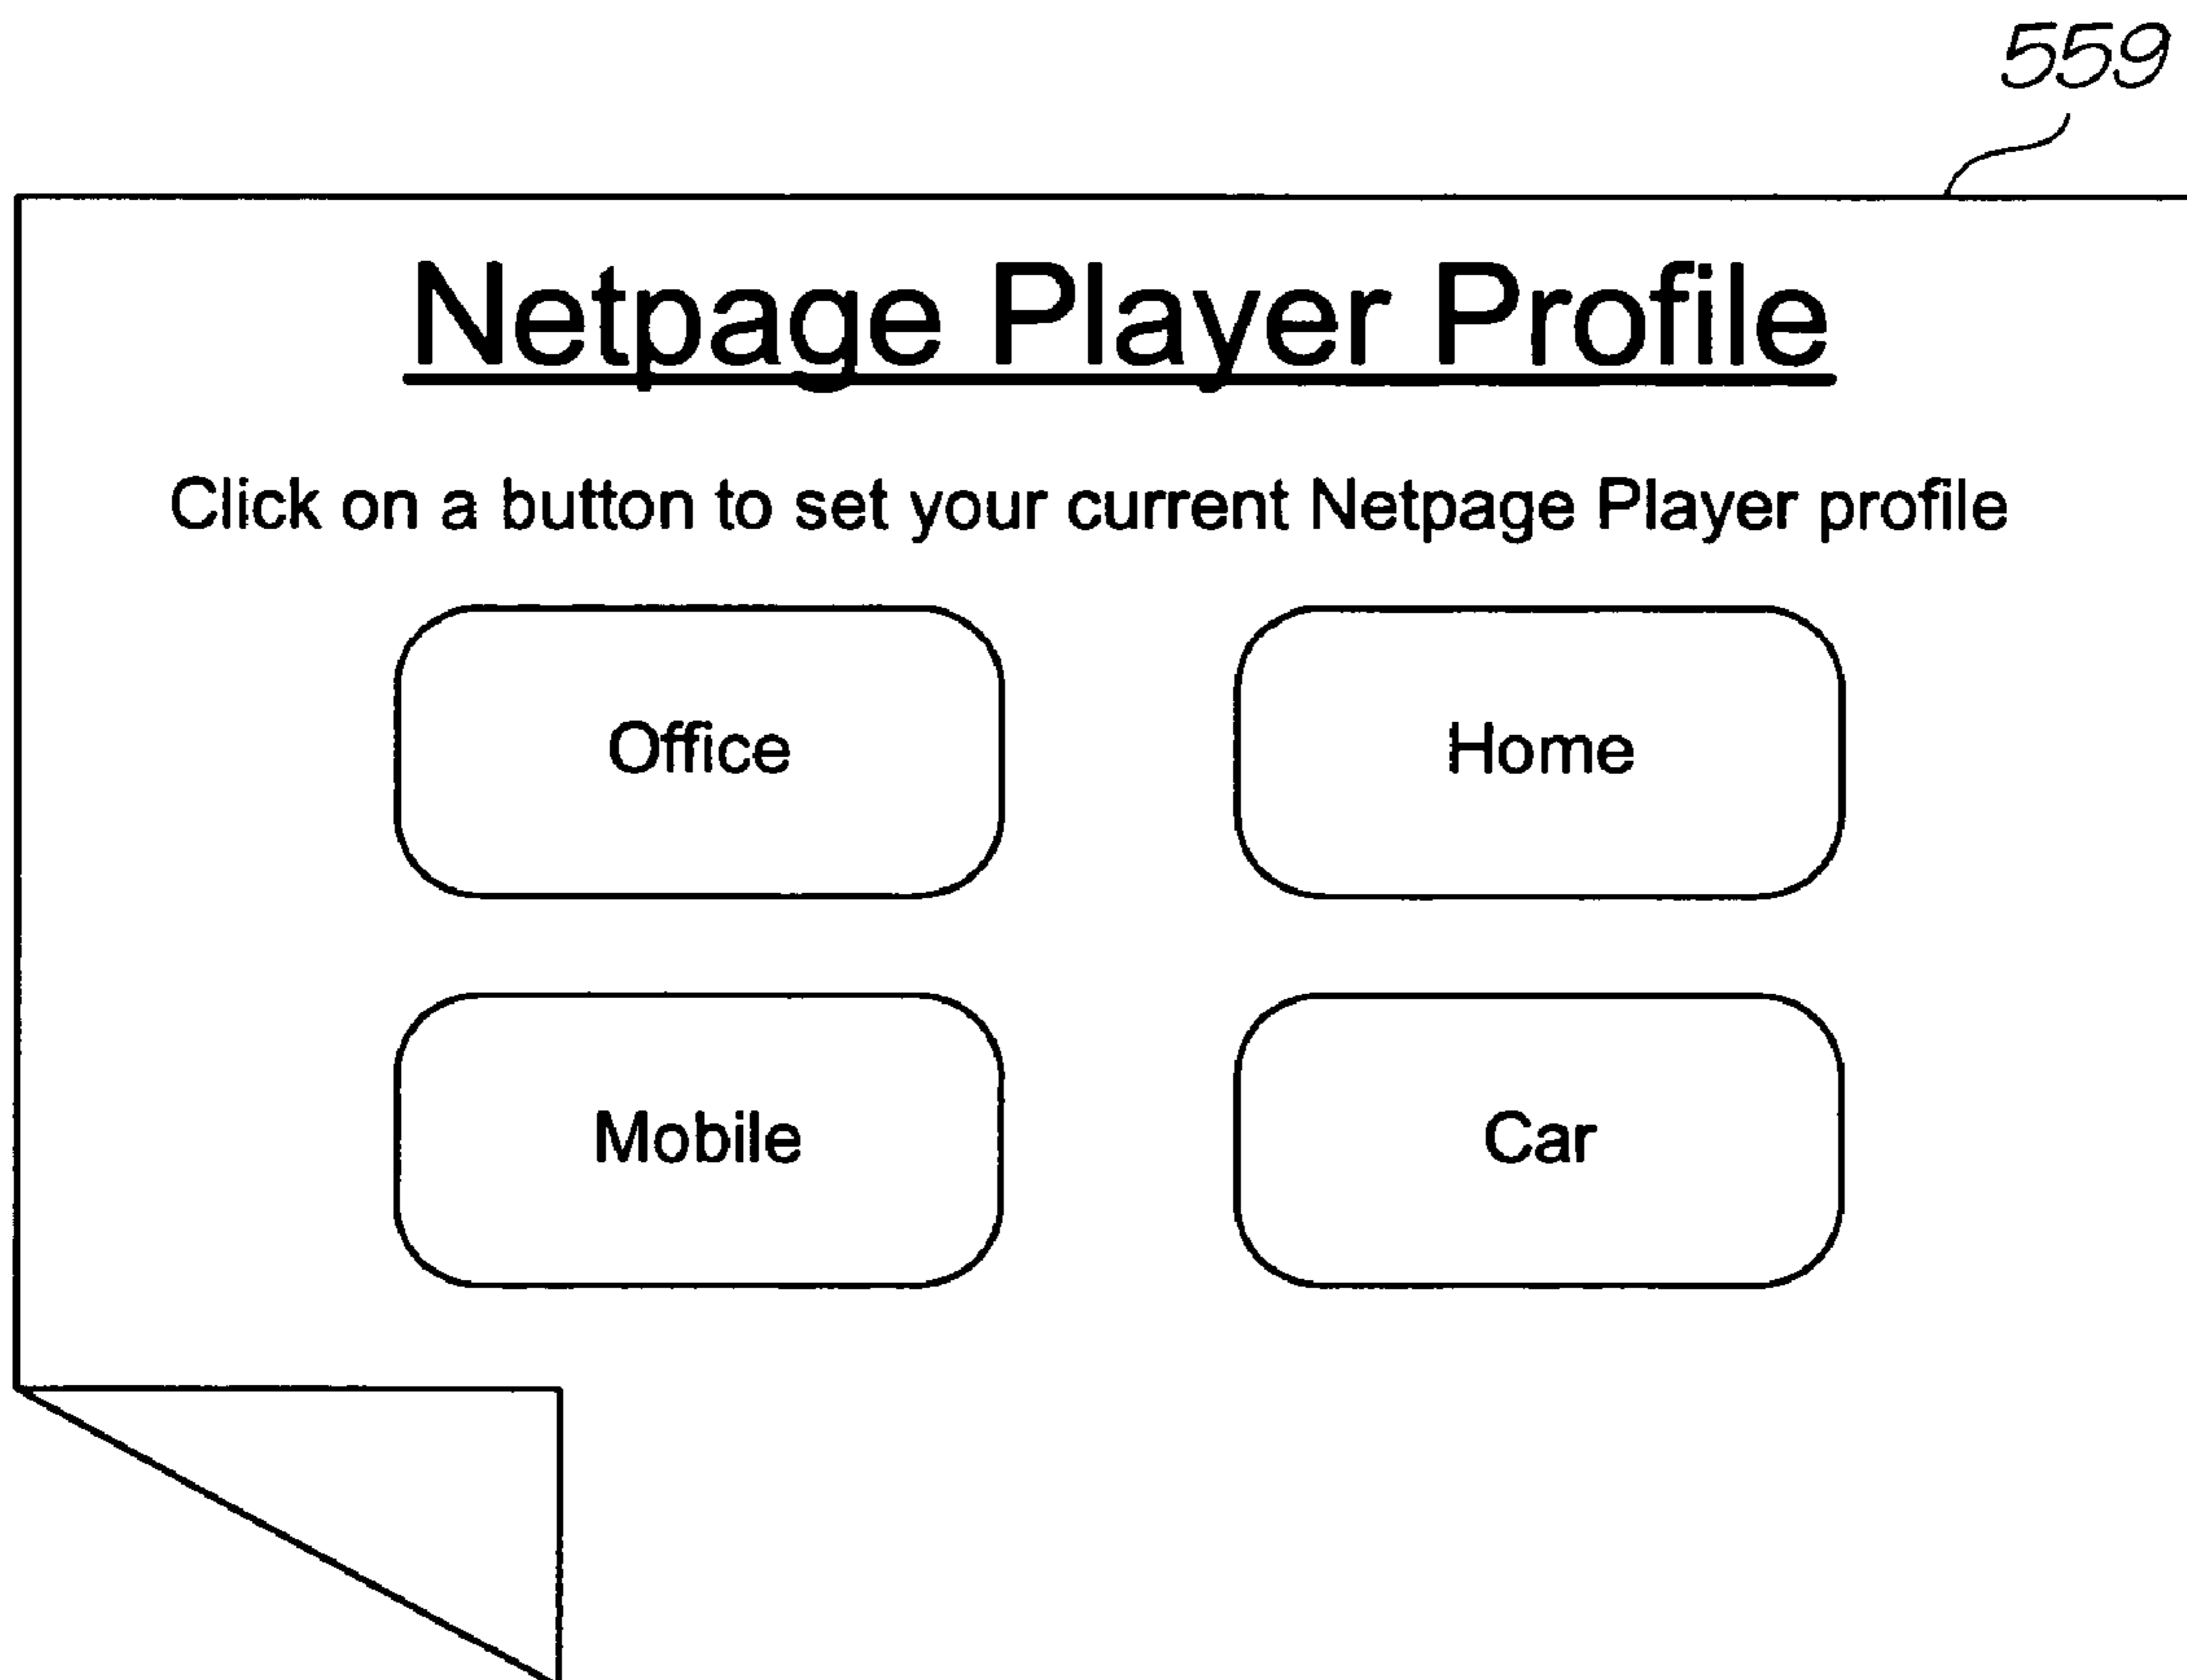 559
Netpage Player Profile
Click on a button to set your current Netpage Player profile
Office Home
Mobile Car